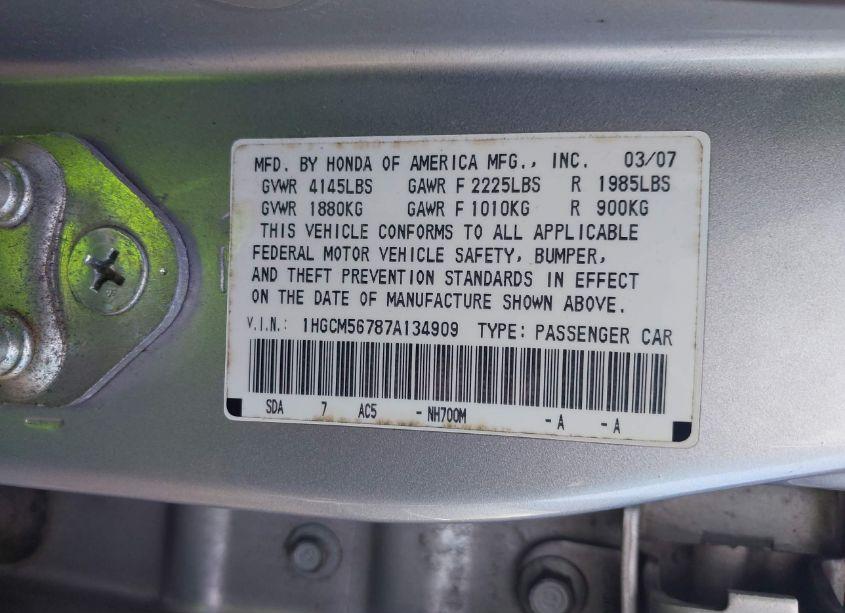 MFD. BY HONDA OF AMERICA MFG., INC. 03/07
GVWR 4145LBS GAWR F 2225LBS R 1985LBS
GVWR 1880KG GAWR F 1010KG R 900KG
THIS VEHICLE CONFORMS TO ALL APPLICABLE
FEDERAL MOTOR VEHICLE SAFETY, BUMPER,
AND THEFT PREVENTION STANDARDS IN EFFECT
ON THE DATE OF MANUFACTURE SHOWN ABOVE.
V.I.N.: 1HGCM56787A134909 TYPE: PASSENGER CAR
SDA 7 AC5 - NH700M - A - A